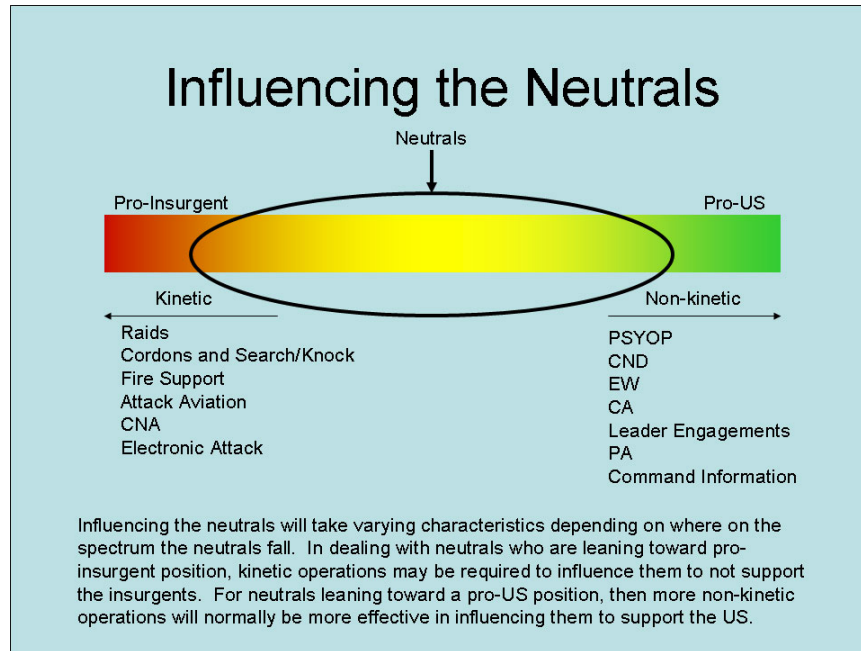 Influencing the Neutrals
Neutrals
Pro-Insurgent
Pro-US
Kinetic
Raids
Cordons and Search/Knock
Fire Support
Attack Aviation
CNA
Electronic Attack
Non-kinetic
PSYOP
CND
EW
CA
Leader Engagements
PA
Command Information
Influencing the neutrals will take varying characteristics depending on where on the
spectrum the neutrals fall.  In dealing with neutrals who are leaning toward pro-
insurgent position, kinetic operations may be required to influence them to not support
the insurgents.  For neutrals leaning toward a pro-US position, then more non-kinetic
operations will normally be more effective in influencing them to support the US.